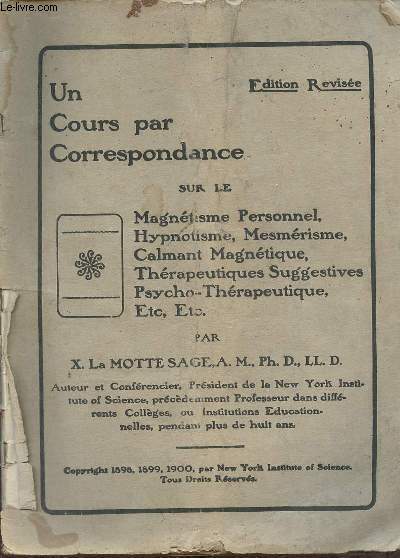 © Le-livre.com
Edition Revisée
Un
Cours par
Correspondance
SUR LE
Magnétisme Personnel,
Hypnotisme, Mesmérisme,
Calmant Magnétique,
Thérapeutiques Suggestives
Psycho-Thérapeutique,
Etc, Etc.
PAR
X. La MOTTE SAGE, A. M., Ph. D., LL. D.
Auteur et Conférencier, Président de la New York Insti-
tute of Science, précédemment Professeur dans diffé-
rents Collèges, ou Institutions Education-
nelles, pendant plus de huit ans.
Copyright 1898, 1899, 1900, par New York Institute of Science.
Tous Droits Réservés.